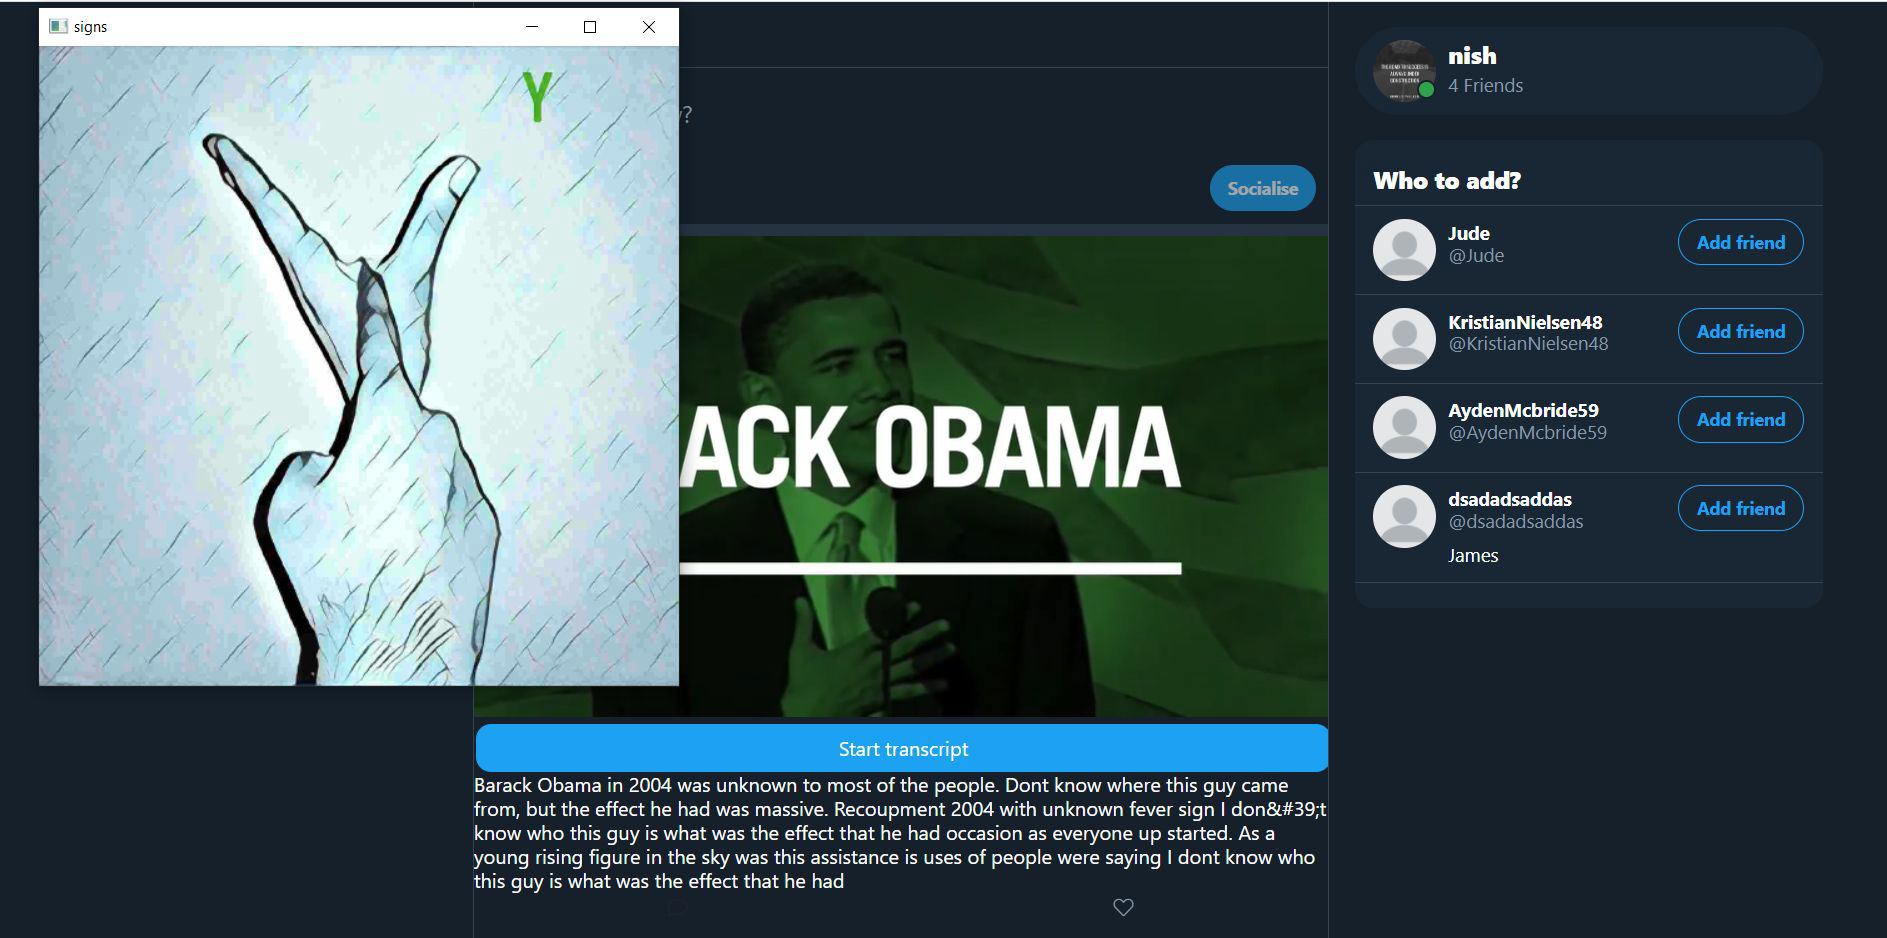 signs
Y
y?
Socialise
ACK OBAMA
Start transcript
Barack Obama in 2004 was unknown to most of the people. Dont know where this guy came
from, but the effect he had was massive. Recoupment 2004 with unknown fever sign I don&#39;t
know who this guy is what was the effect that he had occasion as everyone up started. As a
young rising figure in the sky was this assistance is uses of people were saying I dont know who
this guy is what was the effect that he had
nish
4 Friends
Who to add?
Jude
@Jude
Add friend
KristianNielsen48
@KristianNielsen48
Add friend
AydenMcbride59
@AydenMcbride59
Add friend
dsadadsaddas
@dsadadsaddas
James
Add friend